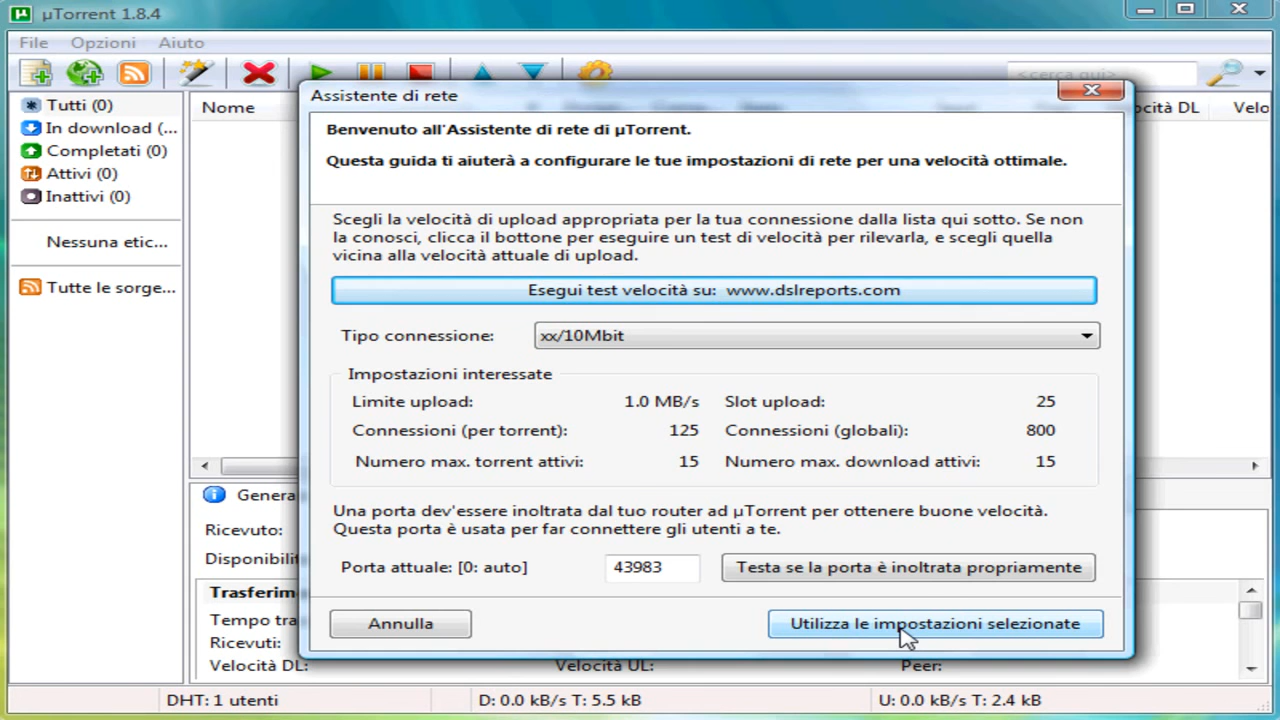 µTorrent 1.8.4
File Opzioni Aiuto
<cerca qui>
Tutti (0)
In download (...
Completati (0)
Attivi (0)
Inattivi (0)
Nessuna etic...
Tutte le sorge...
Nome
ocità DL Velo
Assistente di rete
Benvenuto all'Assistente di rete di µTorrent.
Questa guida ti aiuterà a configurare le tue impostazioni di rete per una velocità ottimale.
Scegli la velocità di upload appropriata per la tua connessione dalla lista qui sotto. Se non
la conosci, clicca il bottone per eseguire un test di velocità per rilevarla, e scegli quella
vicina alla velocità attuale di upload.
Esegui test velocità su: www.dslreports.com
Tipo connessione: xx/10Mbit
Impostazioni interessate
Limite upload: 1.0 MB/s Slot upload: 25
Connessioni (per torrent): 125 Connessioni (globali): 800
Numero max. torrent attivi: 15 Numero max. download attivi: 15
Una porta dev'essere inoltrata dal tuo router ad µTorrent per ottenere buone velocità.
Questa porta è usata per far connettere gli utenti a te.
Porta attuale: [0: auto] 43983 Testa se la porta è inoltrata propriamente
Annulla Utilizza le impostazioni selezionate
Genera
Ricevuto:
Disponibilit
Trasferim
Tempo tra
Ricevuti:
Velocità DL: Velocità UL: Peer:
DHT: 1 utenti D: 0.0 kB/s T: 5.5 kB U: 0.0 kB/s T: 2.4 kB